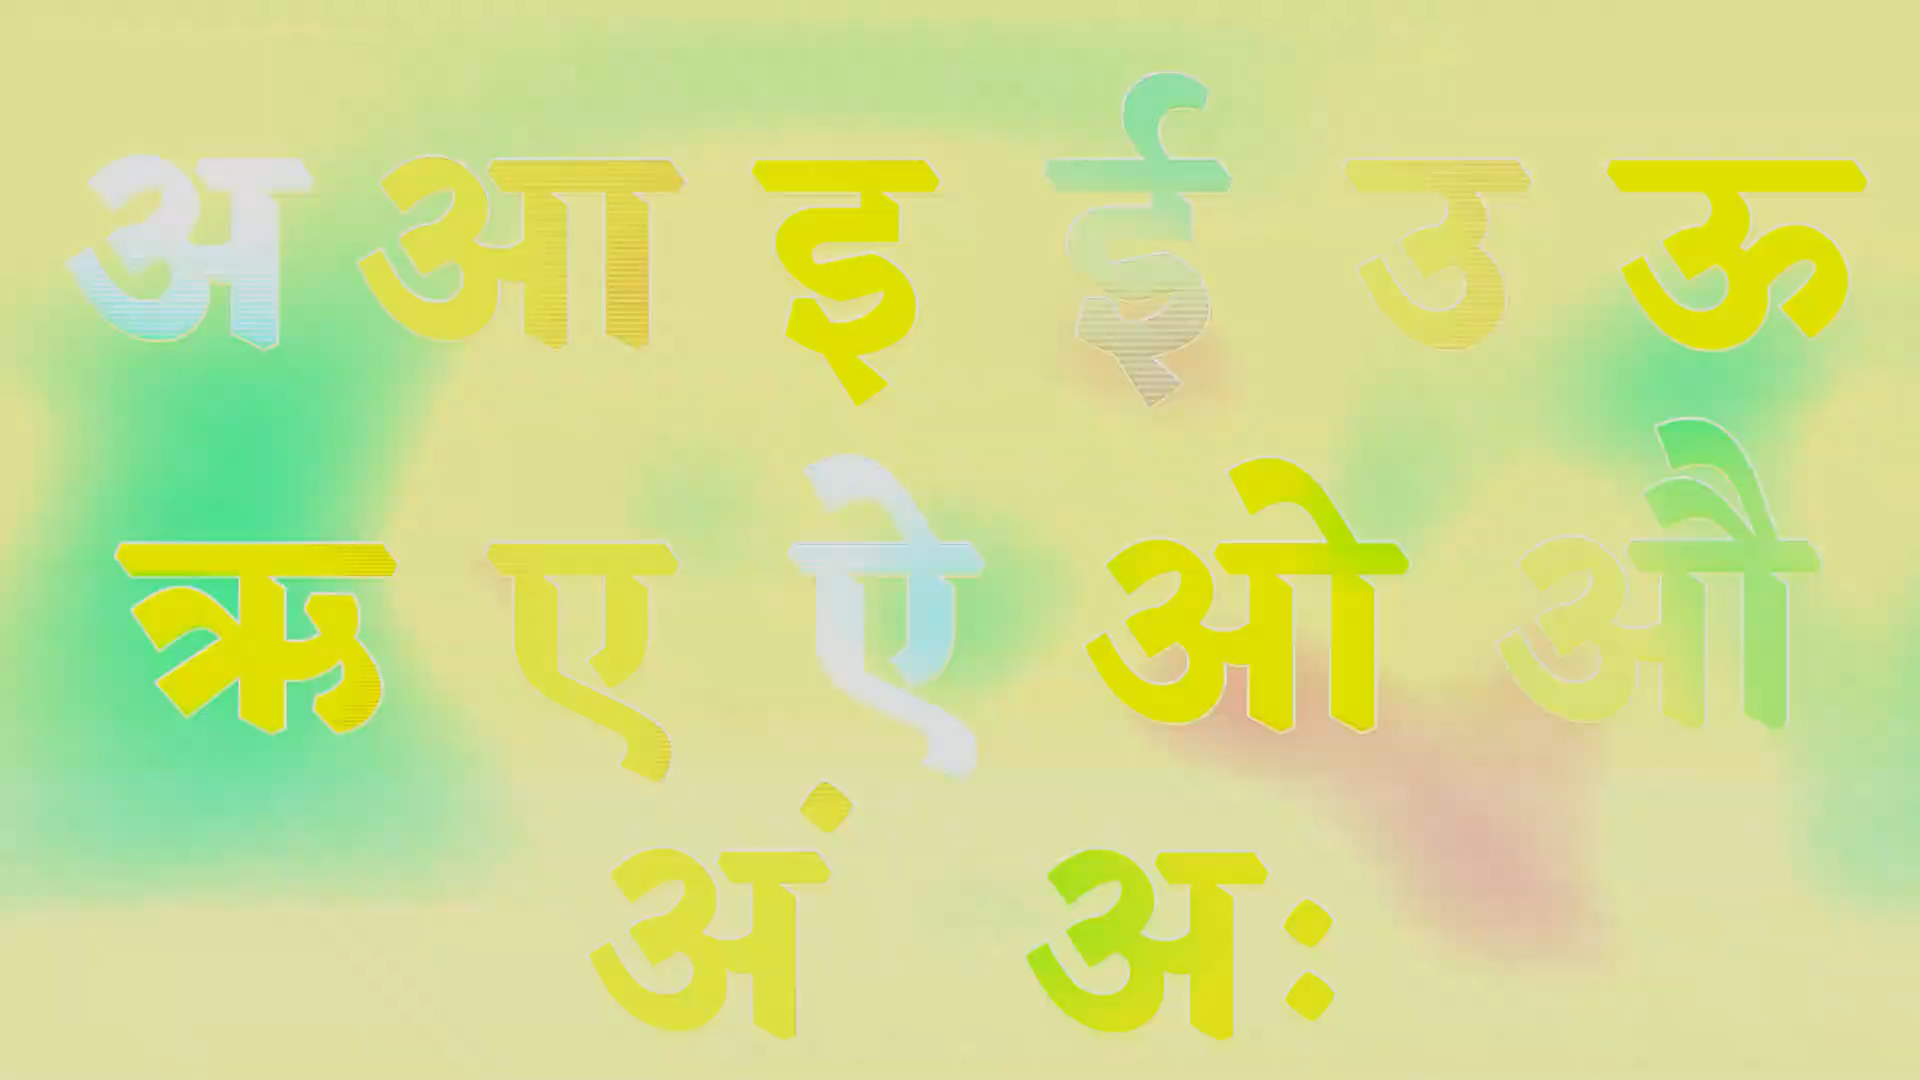 अ आ इ ई उ ऊ
ऋ ए ऐ ओ औ
अं अः